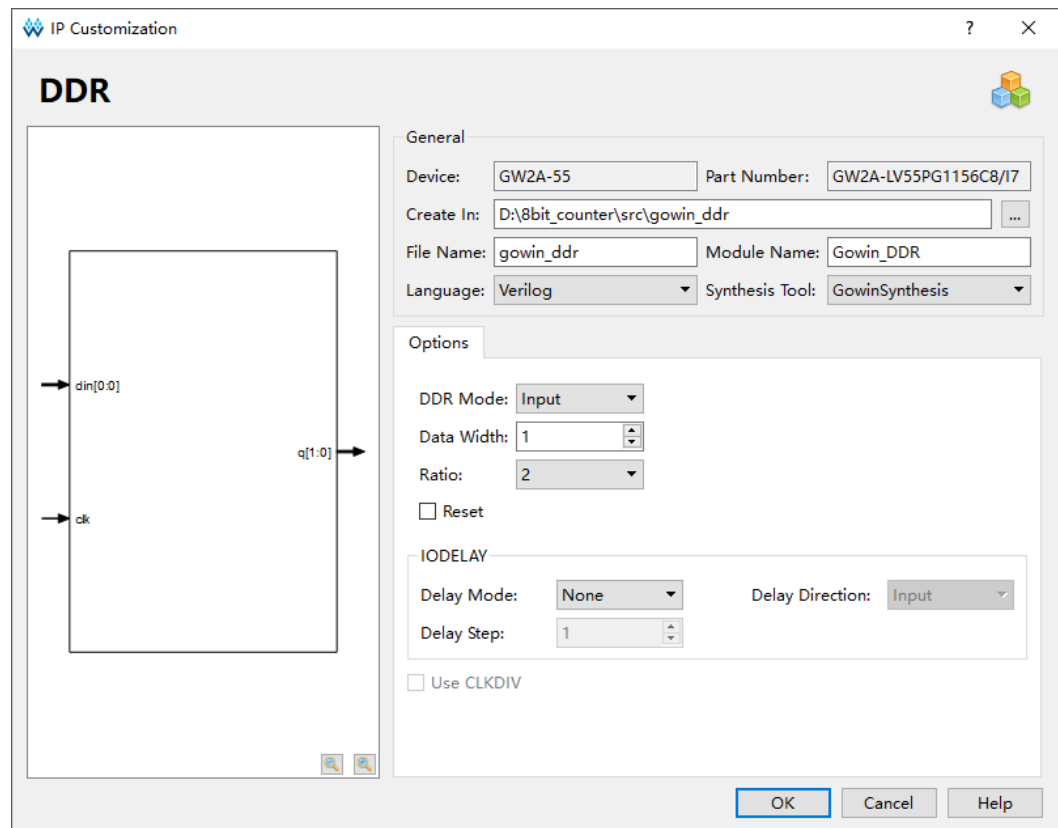 IP Customization ?
DDR
General
Device: GW2A-55 Part Number: GW2A-LV55PG1156C8/I7
Create In: D:\8bit_counter\src\gowin_ddr ...
File Name: gowin_ddr Module Name: Gowin_DDR
Language: Verilog Synthesis Tool: GowinSynthesis
Options
din[0:0]
clk
q[1:0]
DDR Mode: Input
Data Width: 1
Ratio: 2
Reset
IODELAY
Delay Mode: None Delay Direction: Input
Delay Step: 1
Use CLKDIV
OK Cancel Help